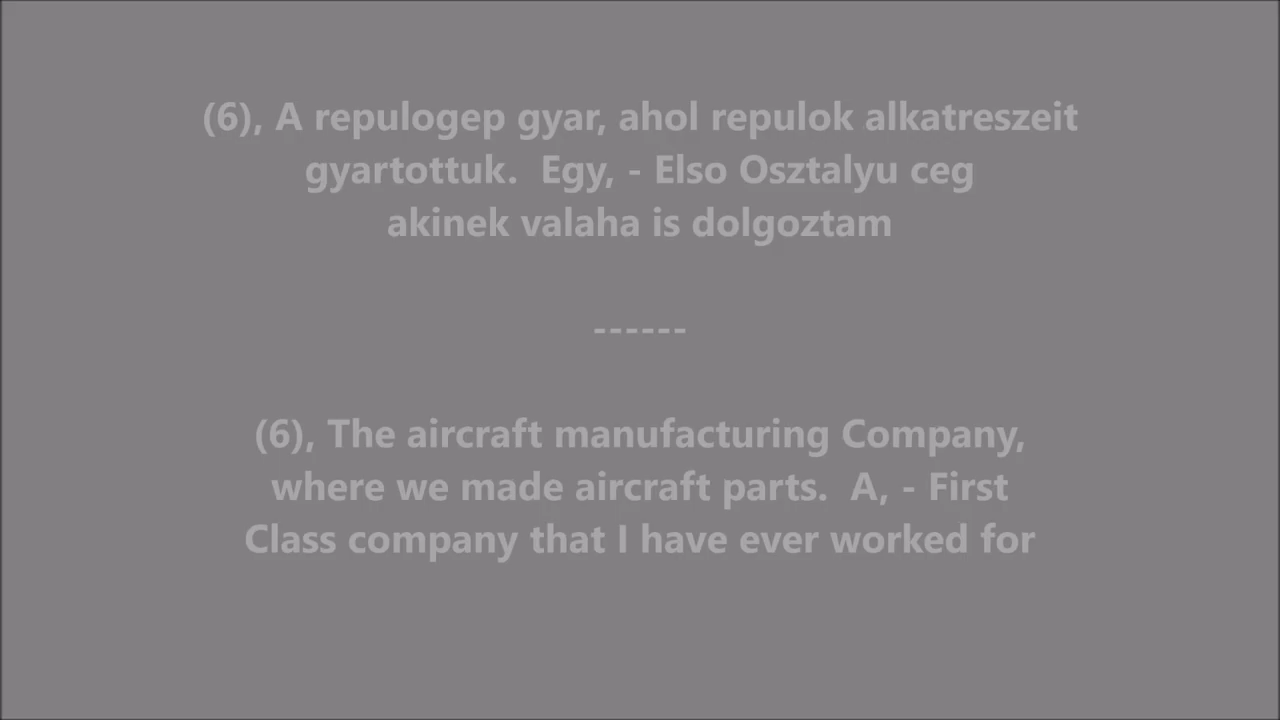 (6), A repulogep gyar, ahol repulok alkatreszeit
gyartottuk.  Egy, - Elso Osztalyu ceg
akinek valaha is dolgoztam
------
(6), The aircraft manufacturing Company,
where we made aircraft parts.  A, - First
Class company that I have ever worked for